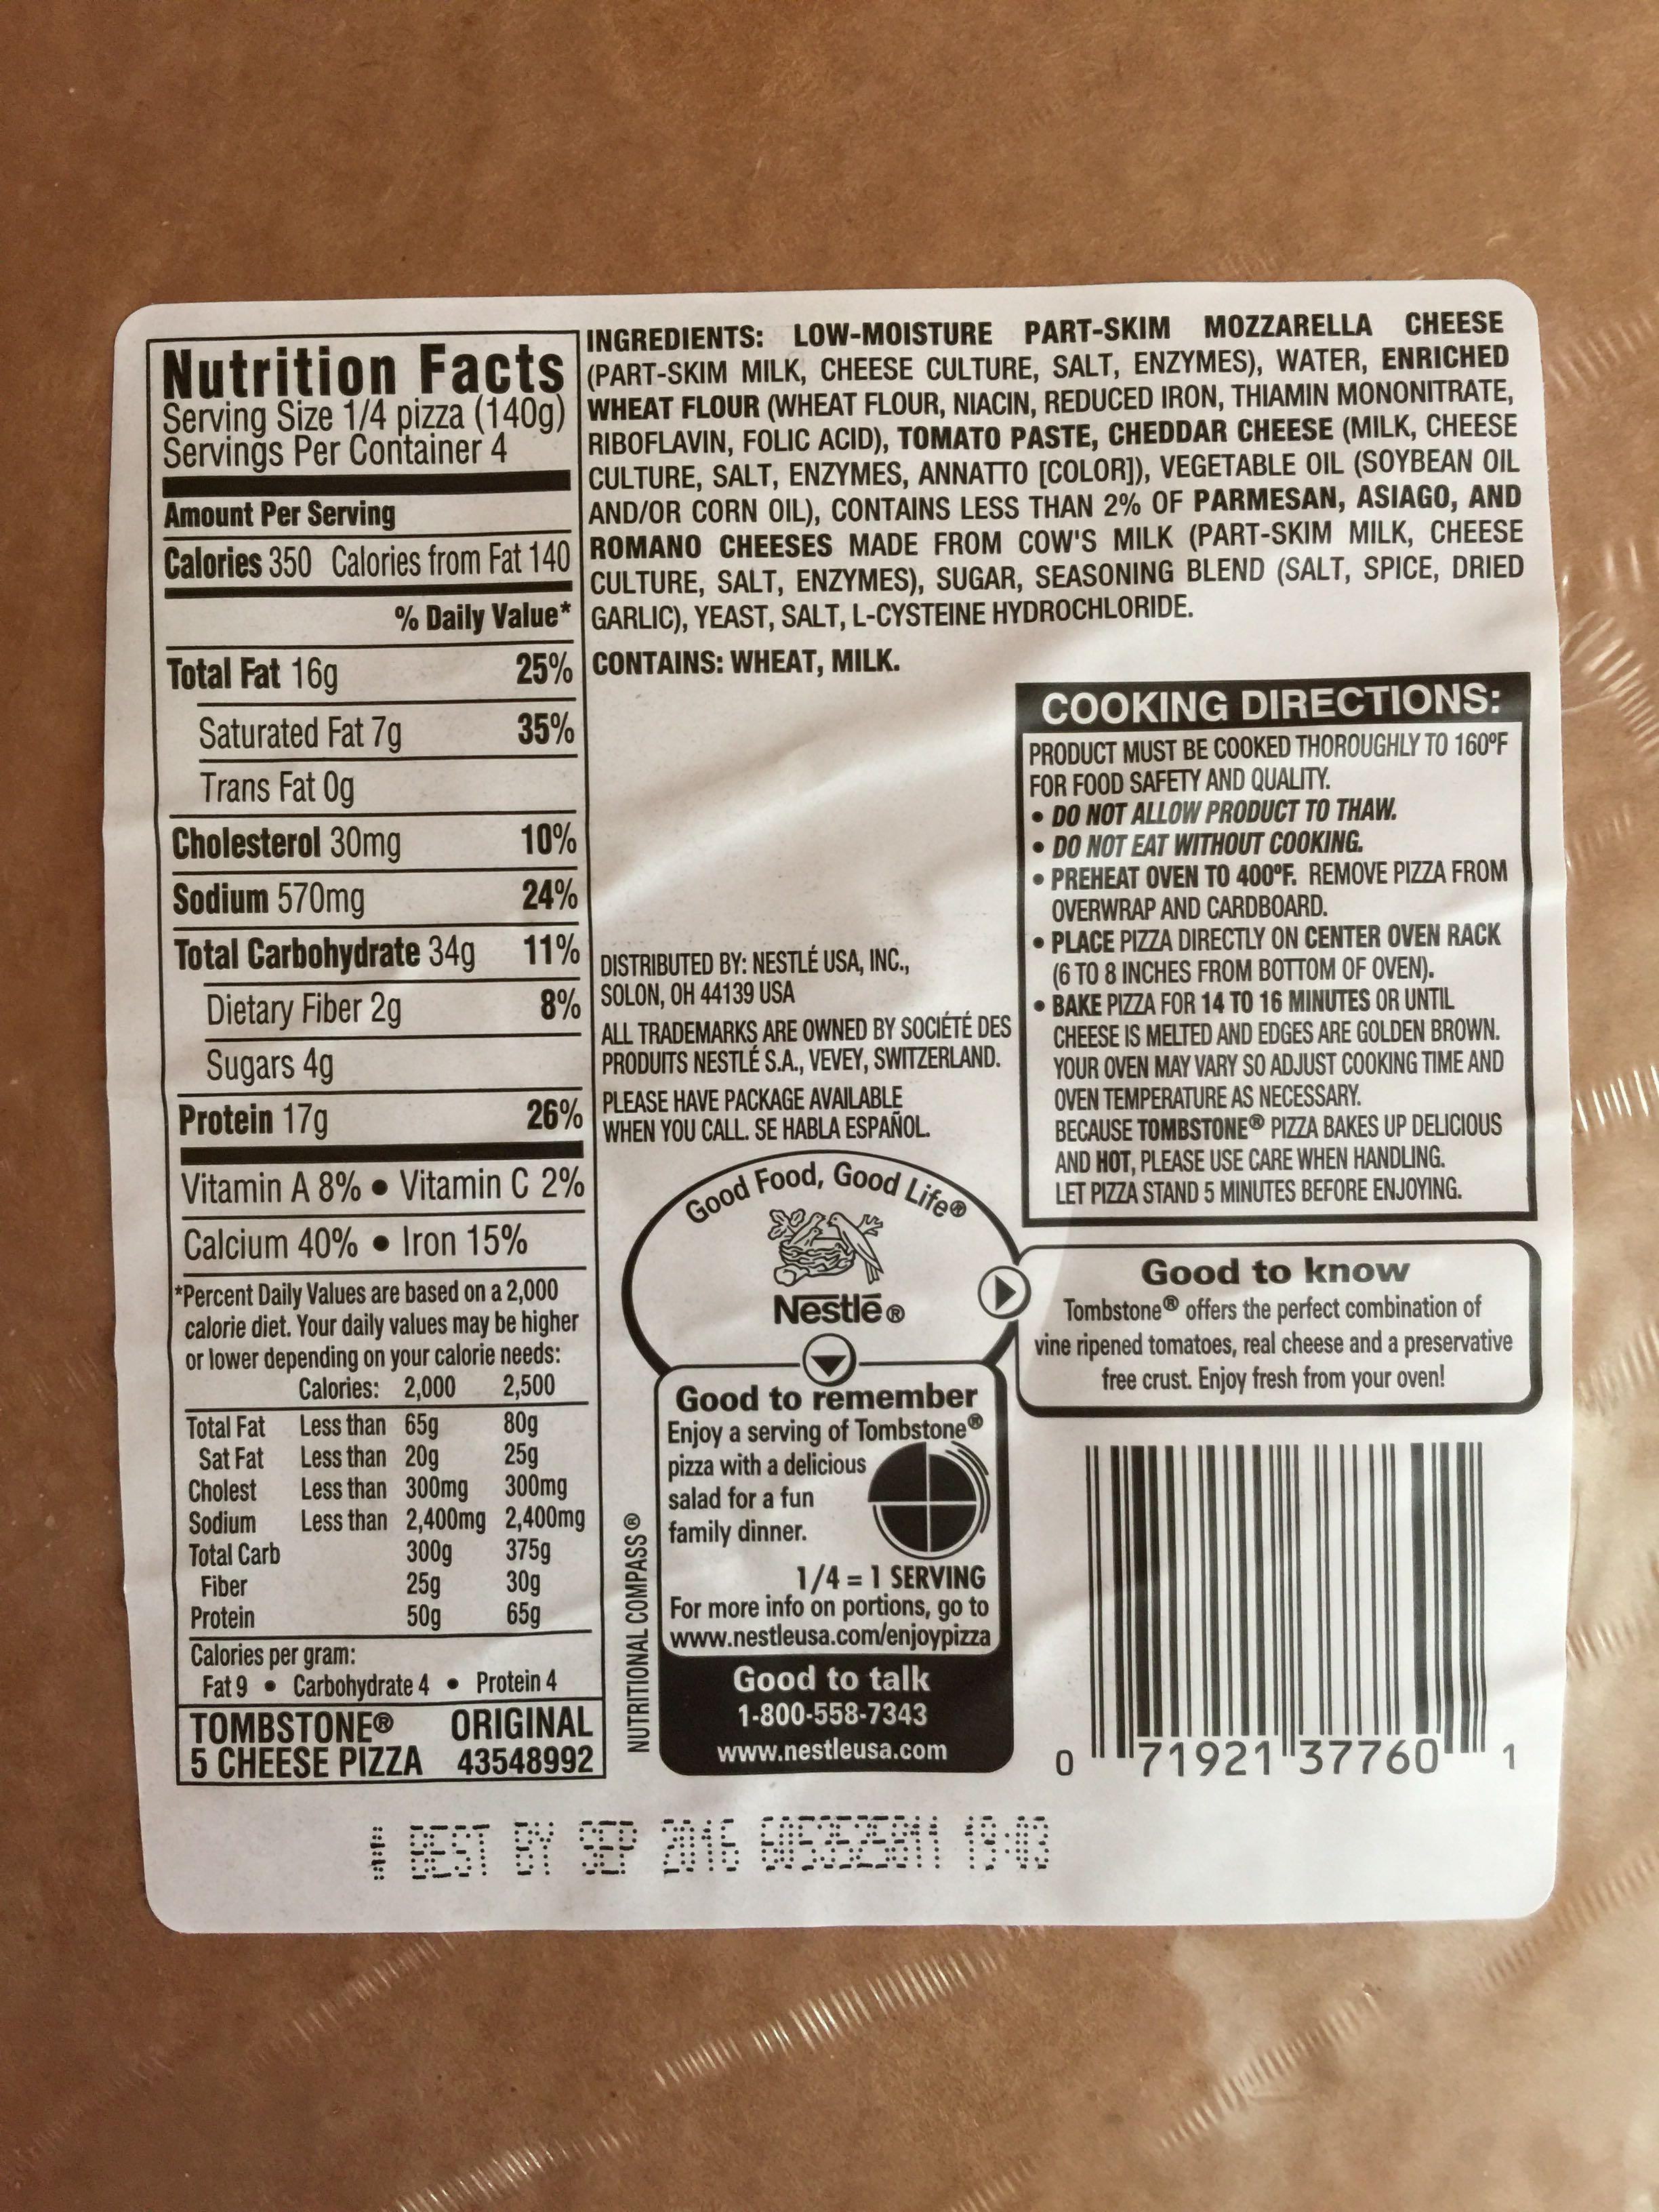 Nutrition Facts
Serving Size 1/4 pizza (140g)
Servings Per Container 4
Amount Per Serving
Calories 350 Calories from Fat 140
% Daily Value*
Total Fat 16g 25%
Saturated Fat 7g 35%
Trans Fat 0g
Cholesterol 30mg 10%
Sodium 570mg 24%
Total Carbohydrate 34g 11%
Dietary Fiber 2g 8%
Sugars 4g
Protein 17g 26%
Vitamin A 8% • Vitamin C 2%
Calcium 40% • Iron 15%
*Percent Daily Values are based on a 2,000
calorie diet. Your daily values may be higher
or lower depending on your calorie needs:
Calories: 2,000 2,500
Total Fat Less than 65g 80g
Sat Fat Less than 20g 25g
Cholest Less than 300mg 300mg
Sodium Less than 2,400mg 2,400mg
Total Carb 300g 375g
Fiber 25g 30g
Protein 50g 65g
Calories per gram:
Fat 9 • Carbohydrate 4 • Protein 4
TOMBSTONE® ORIGINAL
5 CHEESE PIZZA 43548992
INGREDIENTS: LOW-MOISTURE PART-SKIM MOZZARELLA CHEESE
(PART-SKIM MILK, CHEESE CULTURE, SALT, ENZYMES), WATER, ENRICHED
WHEAT FLOUR (WHEAT FLOUR, NIACIN, REDUCED IRON, THIAMIN MONONITRATE,
RIBOFLAVIN, FOLIC ACID), TOMATO PASTE, CHEDDAR CHEESE (MILK, CHEESE
CULTURE, SALT, ENZYMES, ANNATTO [COLOR]), VEGETABLE OIL (SOYBEAN OIL
AND/OR CORN OIL), CONTAINS LESS THAN 2% OF PARMESAN, ASIAGO, AND
ROMANO CHEESES MADE FROM COW'S MILK (PART-SKIM MILK, CHEESE
CULTURE, SALT, ENZYMES), SUGAR, SEASONING BLEND (SALT, SPICE, DRIED
GARLIC), YEAST, SALT, L-CYSTEINE HYDROCHLORIDE.
CONTAINS: WHEAT, MILK.
COOKING DIRECTIONS:
PRODUCT MUST BE COOKED THOROUGHLY TO 160ºF
FOR FOOD SAFETY AND QUALITY.
• DO NOT ALLOW PRODUCT TO THAW.
• DO NOT EAT WITHOUT COOKING.
• PREHEAT OVEN TO 400ºF. REMOVE PIZZA FROM
OVERWRAP AND CARDBOARD.
• PLACE PIZZA DIRECTLY ON CENTER OVEN RACK
(6 TO 8 INCHES FROM BOTTOM OF OVEN).
• BAKE PIZZA FOR 14 TO 16 MINUTES OR UNTIL
CHEESE IS MELTED AND EDGES ARE GOLDEN BROWN.
YOUR OVEN MAY VARY SO ADJUST COOKING TIME AND
OVEN TEMPERATURE AS NECESSARY.
BECAUSE TOMBSTONE® PIZZA BAKES UP DELICIOUS
AND HOT, PLEASE USE CARE WHEN HANDLING.
LET PIZZA STAND 5 MINUTES BEFORE ENJOYING.
DISTRIBUTED BY: NESTLÉ USA, INC.,
SOLON, OH 44139 USA
ALL TRADEMARKS ARE OWNED BY SOCIÉTÉ DES
PRODUITS NESTLÉ S.A., VEVEY, SWITZERLAND.
PLEASE HAVE PACKAGE AVAILABLE
WHEN YOU CALL. SE HABLA ESPAÑOL.
Good Food, Good Life®
Nestlé®
Good to know
Tombstone® offers the perfect combination of
vine ripened tomatoes, real cheese and a preservative
free crust. Enjoy fresh from your oven!
NUTRITIONAL COMPASS®
Good to remember
Enjoy a serving of Tombstone®
pizza with a delicious
salad for a fun
family dinner.
1/4 = 1 SERVING
For more info on portions, go to
www.nestleusa.com/enjoypizza
Good to talk
1-800-558-7343
www.nestleusa.com
0 71921 37760 1
BEST BY SEP 2016 19:03